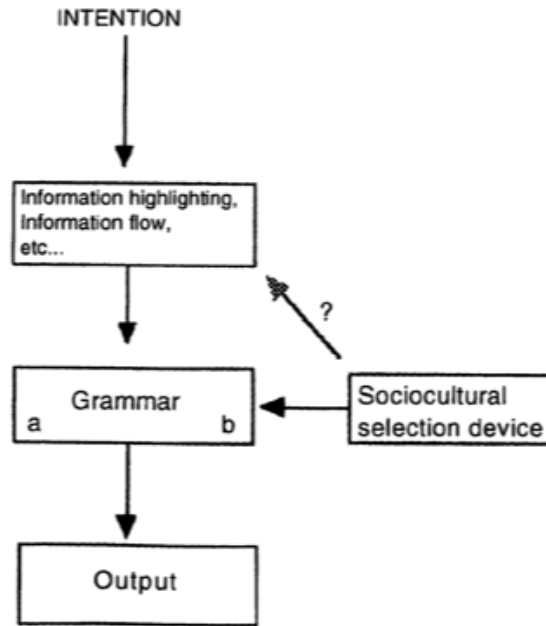 INTENTION
Information highlighting,
Information flow,
etc...
?
Grammar
a b
Sociocultural
selection device
Output